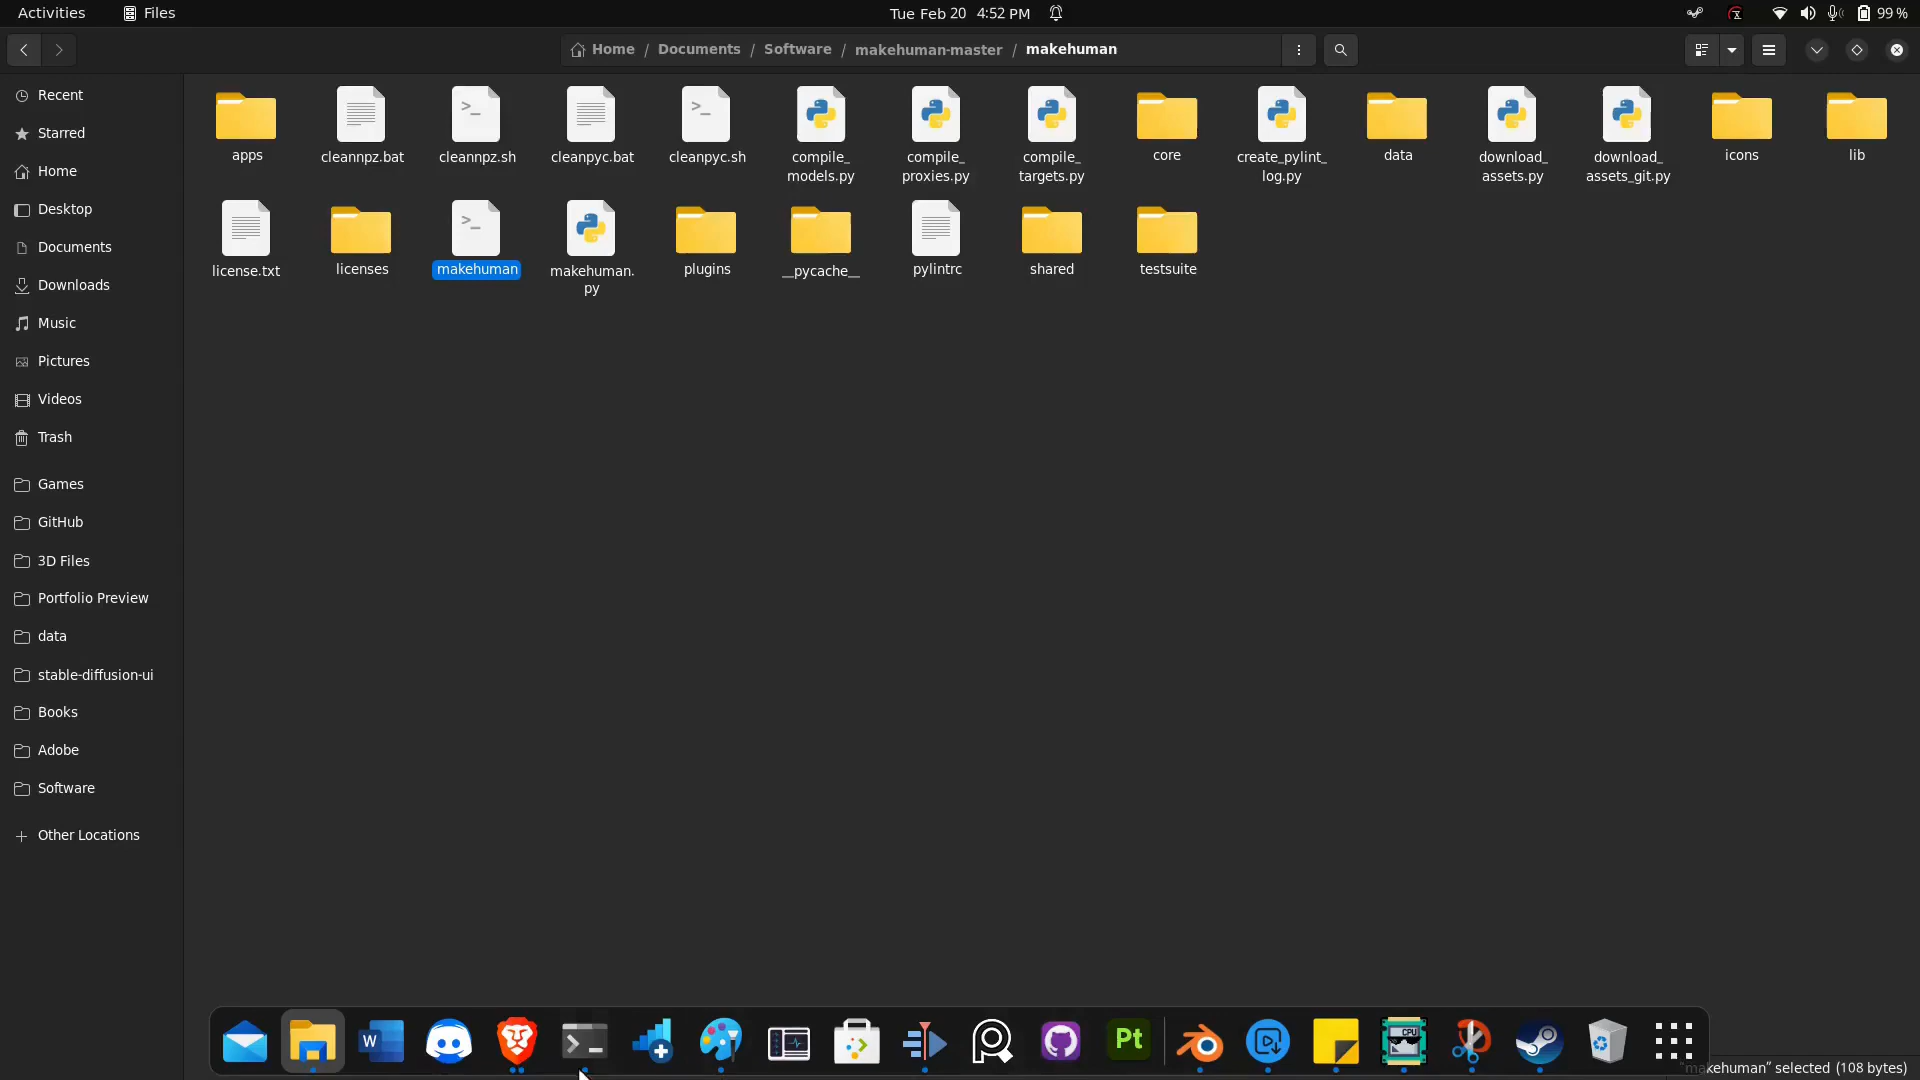 Activities Files Tue Feb 20 4:52 PM 99 %
Home / Documents / Software / makehuman-master / makehuman
Recent
Starred
Home
Desktop
Documents
Downloads
Music
Pictures
Videos
Trash
Games
GitHub
3D Files
Portfolio Preview
data
stable-diffusion-ui
Books
Adobe
Software
Other Locations
apps
cleannpz.bat
cleannpz.sh
cleanpyc.bat
cleanpyc.sh
compile_
models.py
compile_
proxies.py
compile_
targets.py
core
create_pylint_
log.py
data
download_
assets.py
download_
assets_git.py
icons
lib
license.txt
licenses
makehuman
makehuman.
py
plugins
__pycache__
pylintrc
shared
testsuite
W
Pt
CPU
"makehuman" selected (108 bytes)